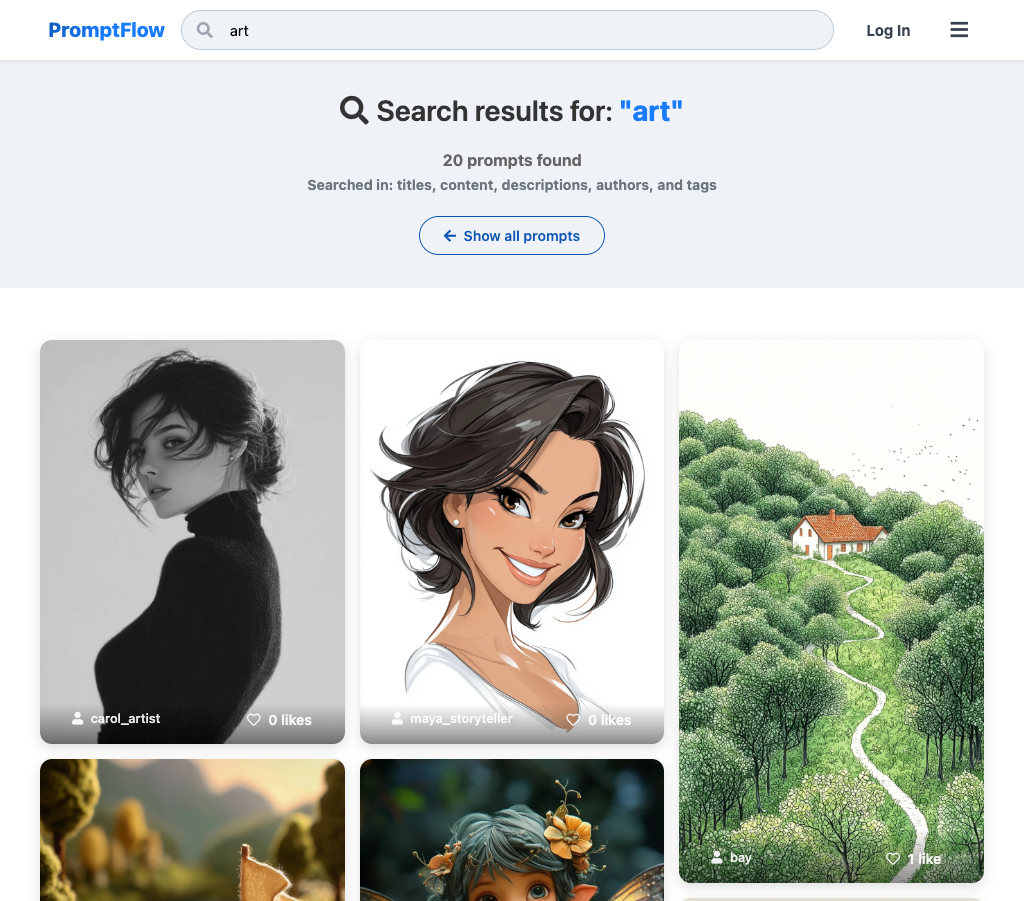 PromptFlow
art
Log In
Search results for: "art"
20 prompts found
Searched in: titles, content, descriptions, authors, and tags
Show all prompts
carol_artist
0 likes
maya_storyteller
0 likes
bay
1 like